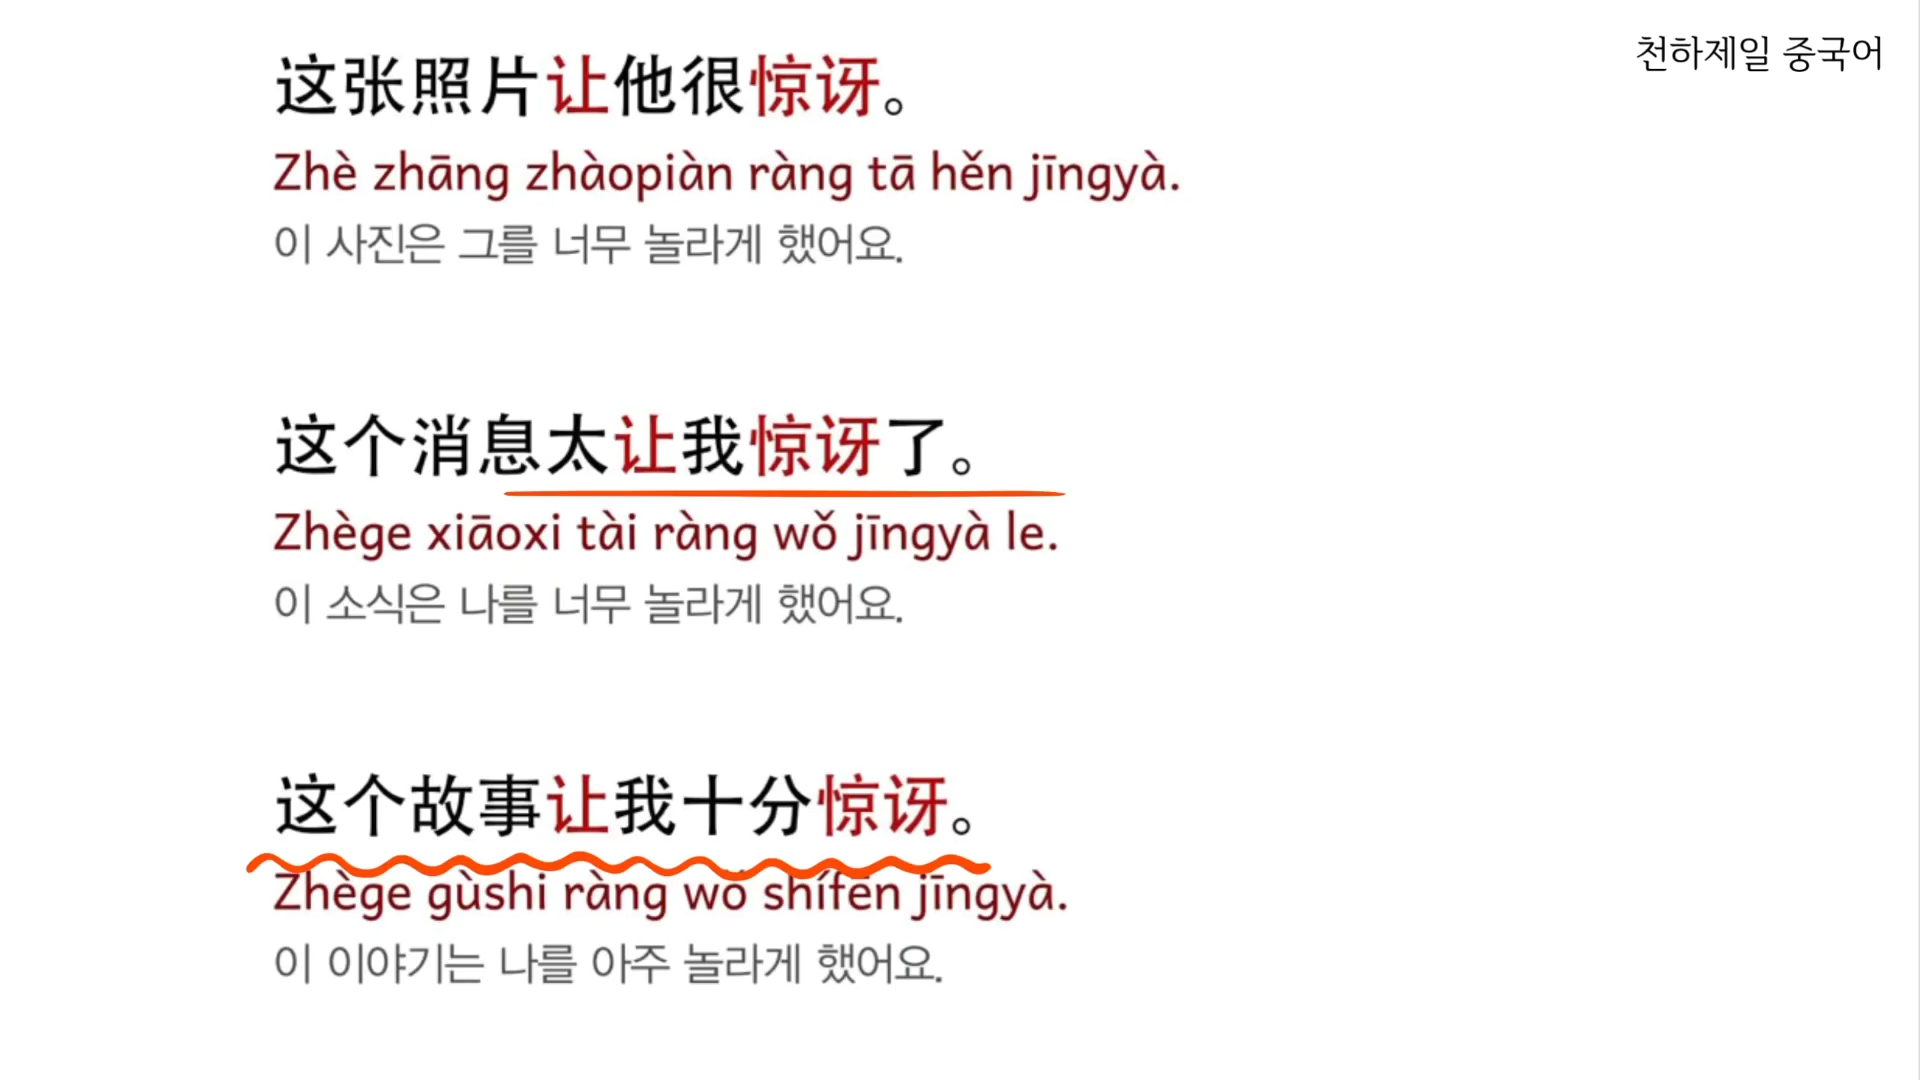 천하제일 중국어
这张照片让他很惊讶。
Zhè zhāng zhàopiàn ràng tā hěn jīngyà.
이 사진은 그를 너무 놀라게 했어요.
这个消息太让我惊讶了。
Zhège xiāoxi tài ràng wǒ jīngyà le.
이 소식은 나를 너무 놀라게 했어요.
这个故事让我十分惊讶。
Zhège gùshi ràng wǒ shífēn jīngyà.
이 이야기는 나를 아주 놀라게 했어요.